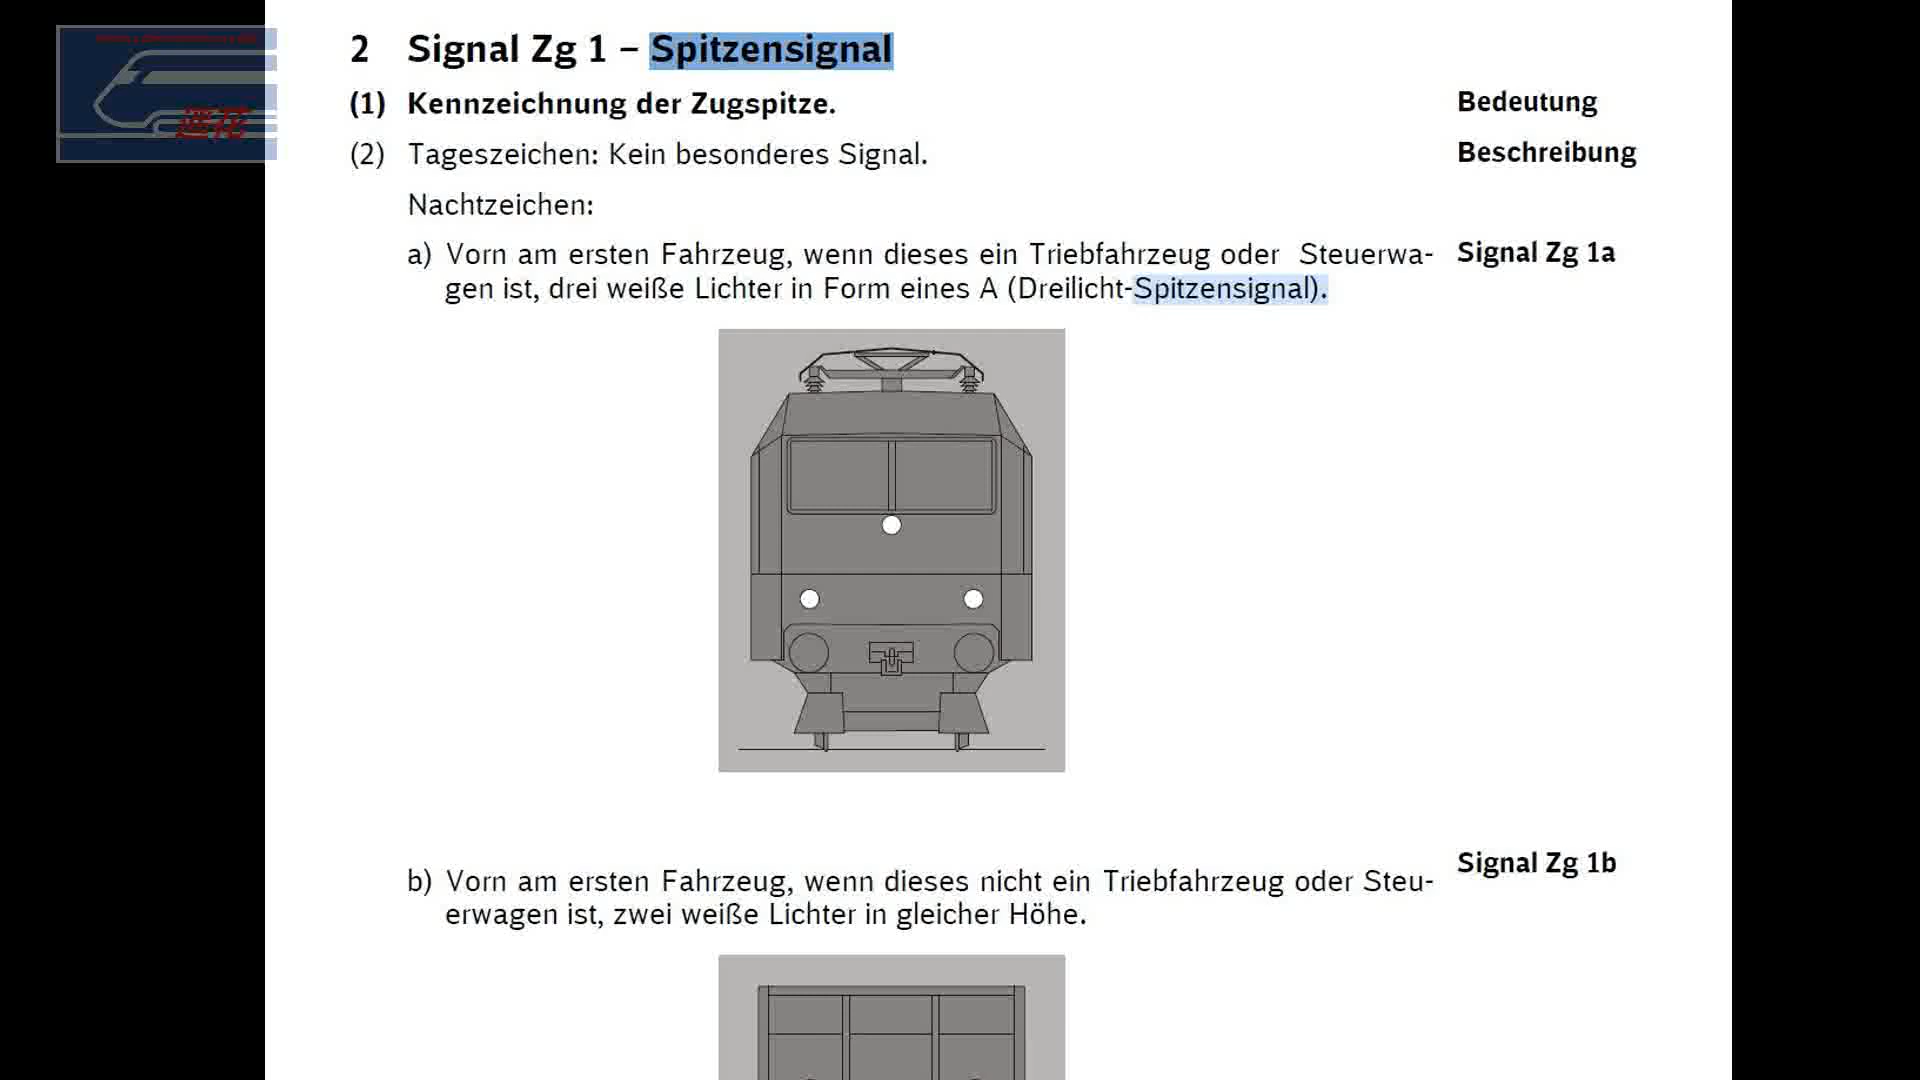 2 Signal Zg 1 – Spitzensignal
(1) Kennzeichnung der Zugspitze.
Bedeutung
(2) Tageszeichen: Kein besonderes Signal.
Beschreibung
Nachtzeichen:
a) Vorn am ersten Fahrzeug, wenn dieses ein Triebfahrzeug oder Steuerwa-
Signal Zg 1a
gen ist, drei weiße Lichter in Form eines A (Dreilicht-Spitzensignal).
Signal Zg 1b
b) Vorn am ersten Fahrzeug, wenn dieses nicht ein Triebfahrzeug oder Steu-
erwagen ist, zwei weiße Lichter in gleicher Höhe.